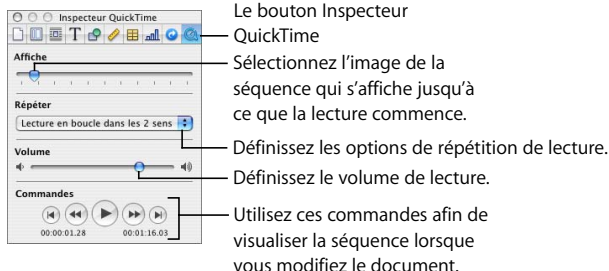 Inspecteur QuickTime
Affiche
Répéter
Lecture en boucle dans les 2 sens
Volume
Commandes
00:00:01.28 00:01:16.03
Le bouton Inspecteur
QuickTime
Sélectionnez l’image de la
séquence qui s’affiche jusqu’à
ce que la lecture commence.
Définissez les options de répétition de lecture.
Définissez le volume de lecture.
Utilisez ces commandes afin de
visualiser la séquence lorsque
vous modifiez le document.